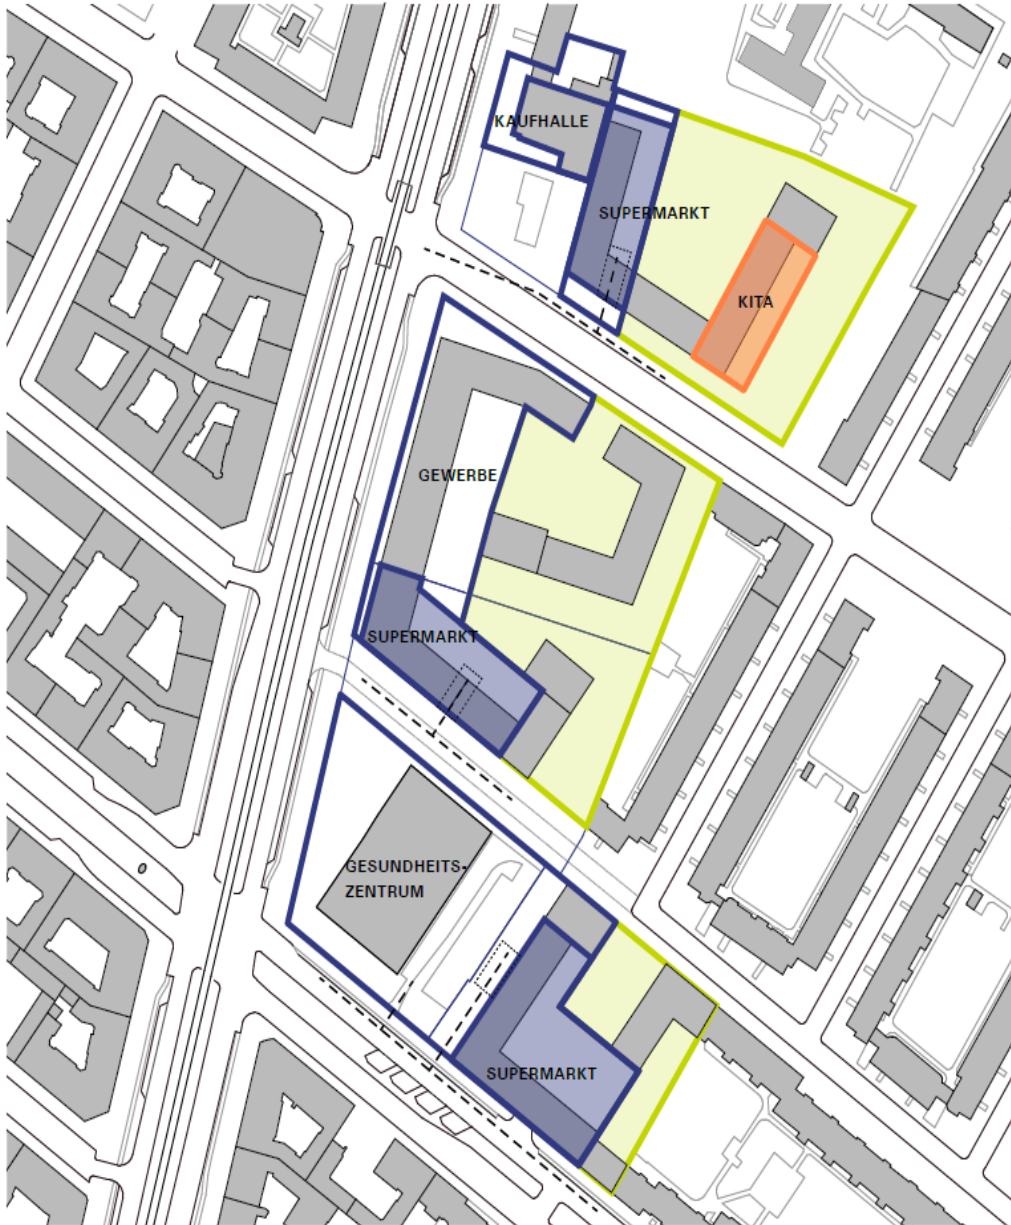 KAUFHALLE
SUPERMARKT
KITA
GEWERBE
SUPERMARKT
GESUNDHEITS-
ZENTRUM
SUPERMARKT